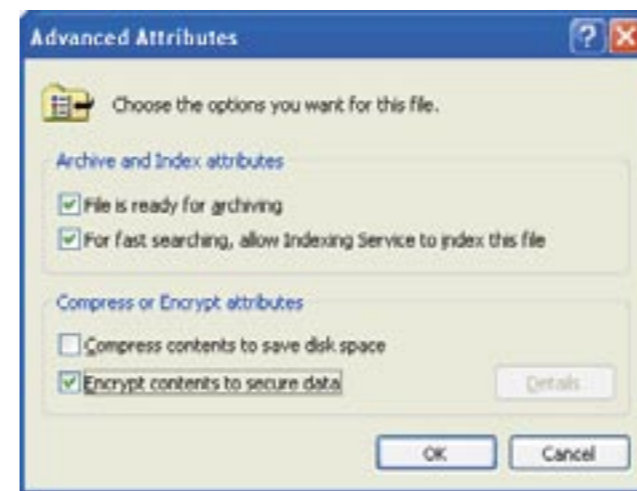 Advanced Attributes
Choose the options you want for this file.
Archive and Index attributes
File is ready for archiving
For fast searching, allow Indexing Service to index this file
Compress or Encrypt attributes
Compress contents to save disk space
Encrypt contents to secure data
Details
OK
Cancel